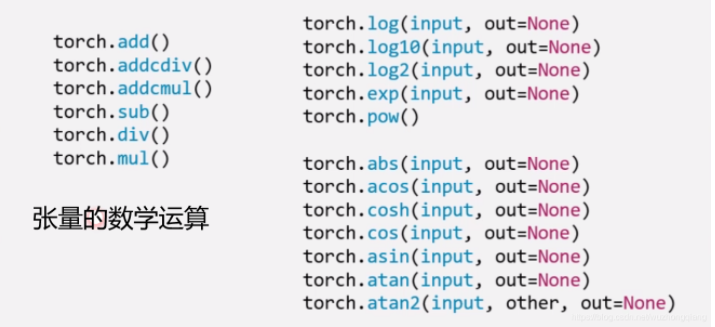 torch.add()
torch.addcdiv()
torch.addcmul()
torch.sub()
torch.div()
torch.mul()
张量的数学运算
torch.log(input, out=None)
torch.log10(input, out=None)
torch.log2(input, out=None)
torch.exp(input, out=None)
torch.pow()
torch.abs(input, out=None)
torch.acos(input, out=None)
torch.cosh(input, out=None)
torch.cos(input, out=None)
torch.asin(input, out=None)
torch.atan(input, out=None)
torch.atan2(input, other, out=None)